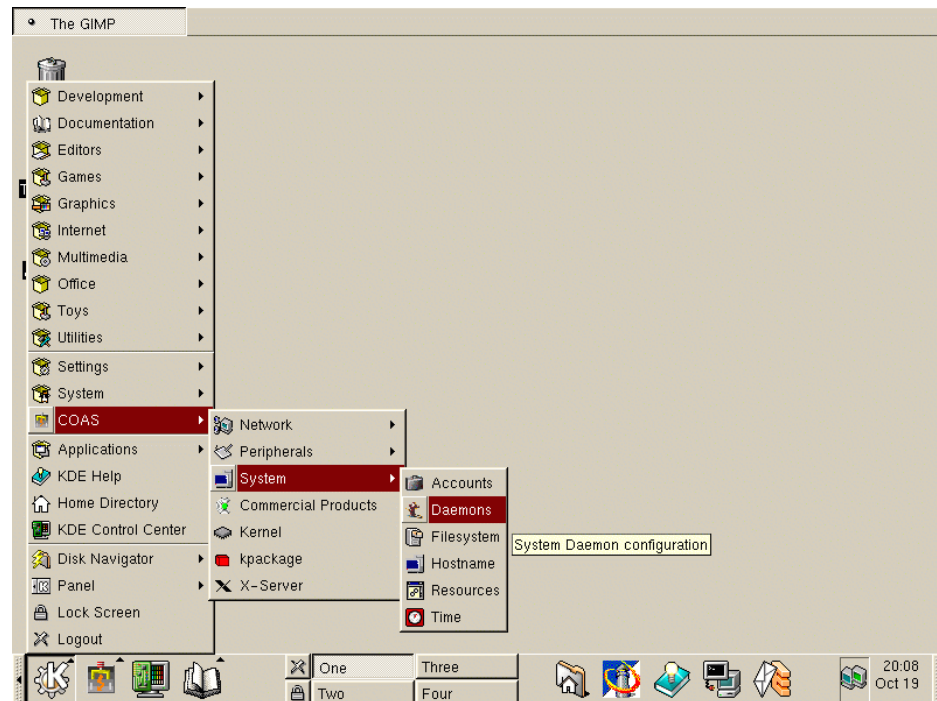 The GIMP
Development
Documentation
Editors
Games
Graphics
Internet
Multimedia
Office
Toys
Utilities
Settings
System
COAS
Applications
KDE Help
Home Directory
KDE Control Center
Disk Navigator
Panel
Lock Screen
Logout
Network
Peripherals
System
Commercial Products
Kernel
kpackage
X-Server
Accounts
Daemons
Filesystem
Hostname
Resources
Time
System Daemon configuration
One
Two
Three
Four
20:08
Oct 19